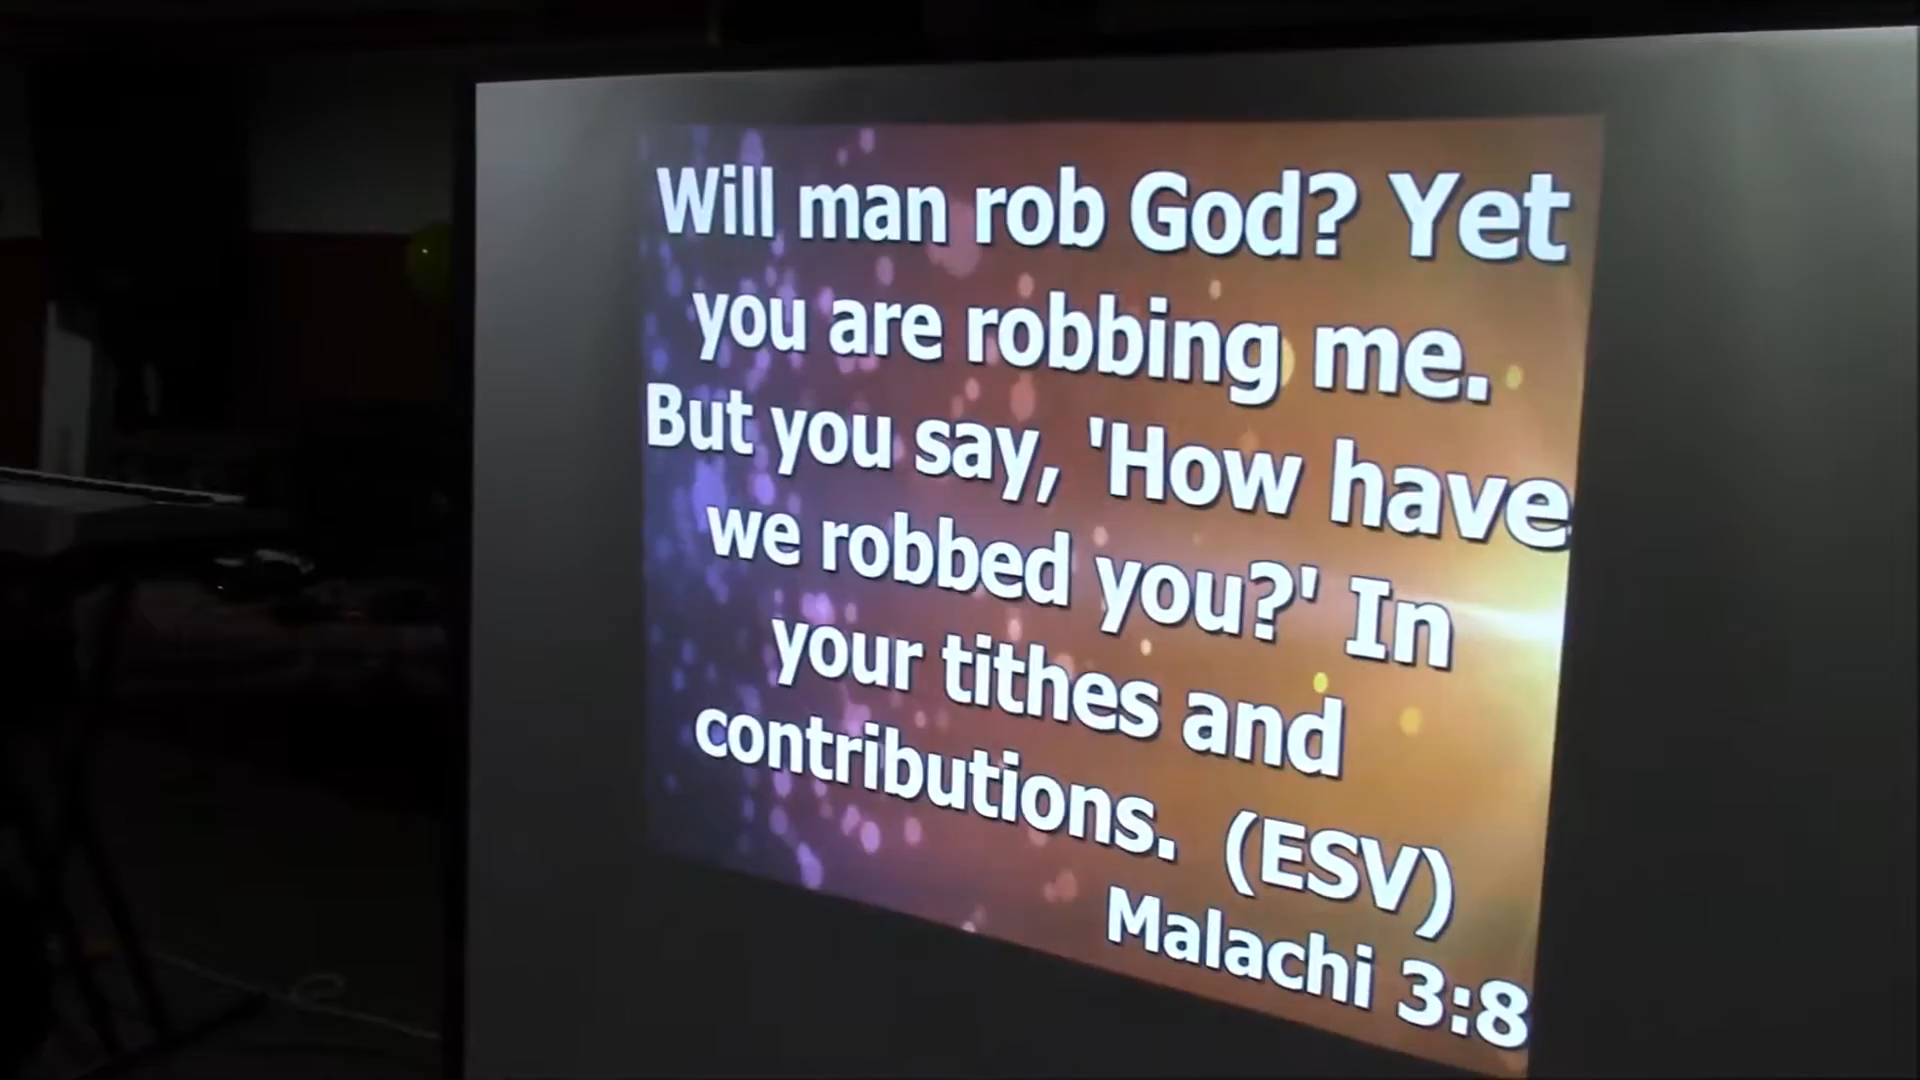 Will man rob God? Yet
you are robbing me.
But you say, 'How have
we robbed you?' In
your tithes and
contributions. (ESV)
Malachi 3:8